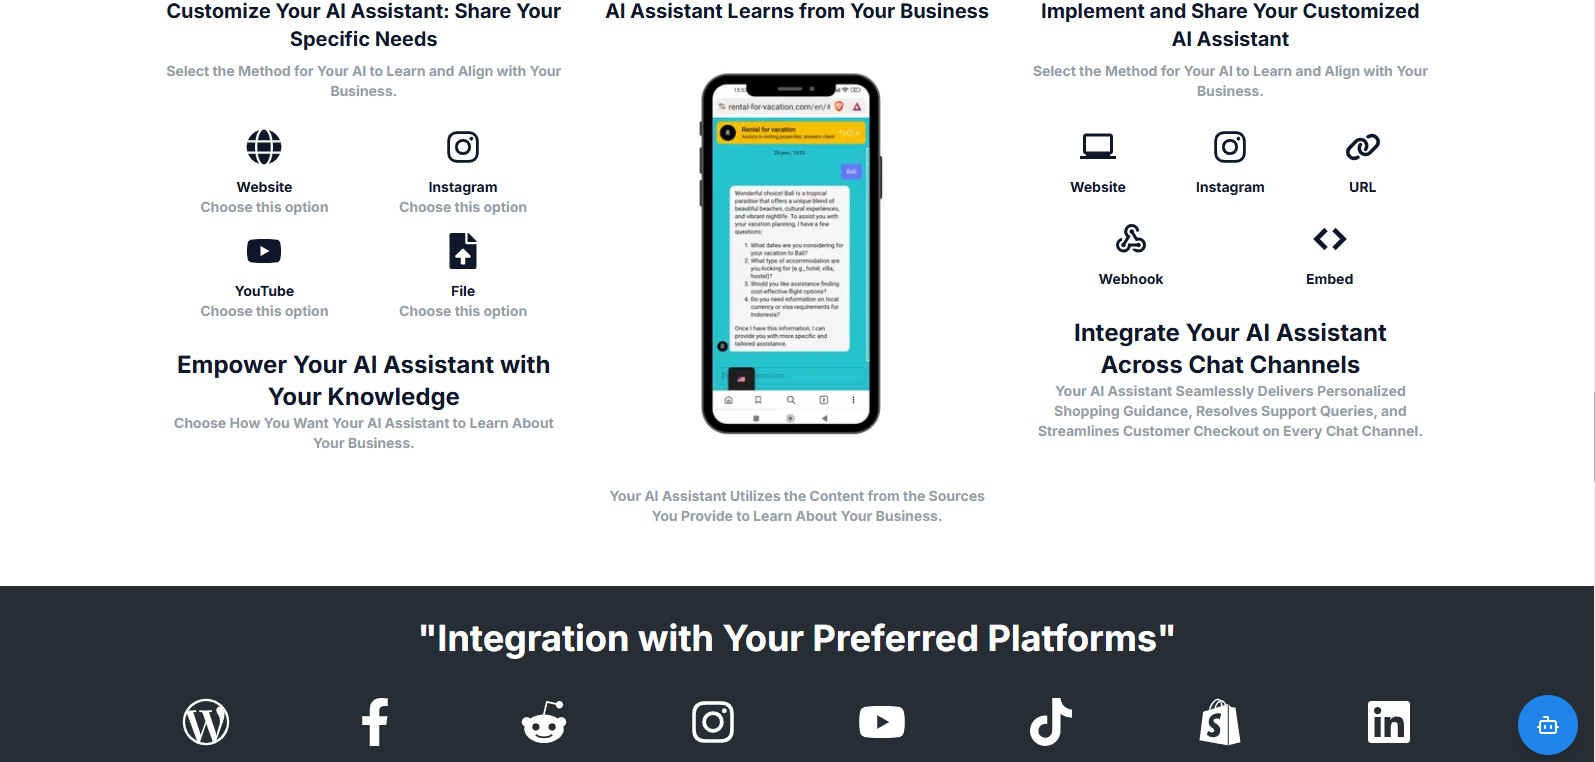 Customize Your AI Assistant: Share Your
Specific Needs
Select the Method for Your AI to Learn and Align with Your
Business.
Website
Choose this option
Instagram
Choose this option
YouTube
Choose this option
File
Choose this option
Empower Your AI Assistant with
Your Knowledge
Choose How You Want Your AI Assistant to Learn About
Your Business.
AI Assistant Learns from Your Business
rental-for-vacation.com/en/#
R
Rental for vacation
Assists in renting properties, answers client
Bali
Wonderful choice! Bali is a tropical
paradise that offers a unique blend of
beautiful beaches, cultural experiences,
and vibrant nightlife. To assist you with
your vacation planning, I have a few
questions:
1. What dates are you considering for
your vacation to Bali?
2. What type of accommodation are
you looking for (e.g., hotel, villa,
hostel)?
3. Would you like assistance finding
cost-effective flight options?
4. Do you need information on local
currency or visa requirements for
Indonesia?
Once I have this information, I can
provide you with more specific and
tailored assistance.
R
Your AI Assistant Utilizes the Content from the Sources
You Provide to Learn About Your Business.
Implement and Share Your Customized
AI Assistant
Select the Method for Your AI to Learn and Align with Your
Business.
Website
Instagram
URL
Webhook
Embed
Integrate Your AI Assistant
Across Chat Channels
Your AI Assistant Seamlessly Delivers Personalized
Shopping Guidance, Resolves Support Queries, and
Streamlines Customer Checkout on Every Chat Channel.
"Integration with Your Preferred Platforms"